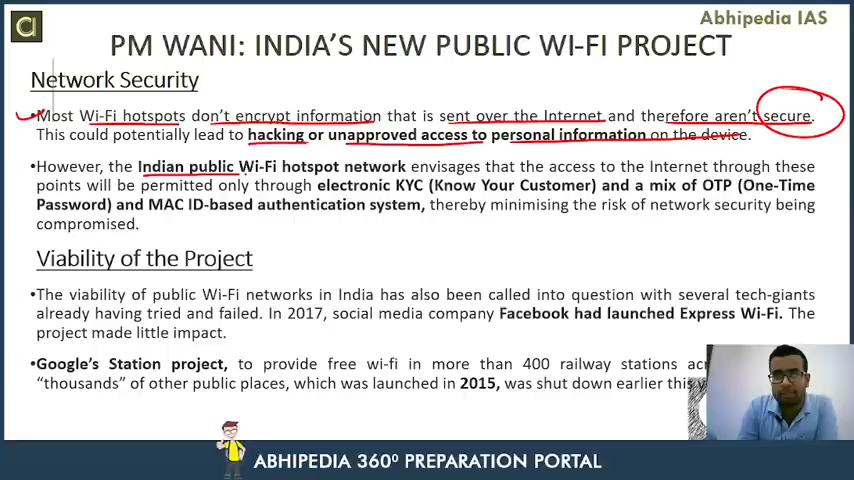 Abhipedia IAS
a
PM WANI: INDIA'S NEW PUBLIC WI-FI PROJECT
Network Security
•Most Wi-Fi hotspots don't encrypt information that is sent over the Internet and therefore aren't secure.
This could potentially lead to hacking or unapproved access to personal information on the device.
•However, the Indian public Wi-Fi hotspot network envisages that the access to the Internet through these
points will be permitted only through electronic KYC (Know Your Customer) and a mix of OTP (One-Time
Password) and MAC ID-based authentication system, thereby minimising the risk of network security being
compromised.
Viability of the Project
•The viability of public Wi-Fi networks in India has also been called into question with several tech-giants
already having tried and failed. In 2017, social media company Facebook had launched Express Wi-Fi. The
project made little impact.
•Google's Station project, to provide free wi-fi in more than 400 railway stations
"thousands" of other public places, which was launched in 2015, was shut down earlier this
ABHIPEDIA 360⁰ PREPARATION PORTAL